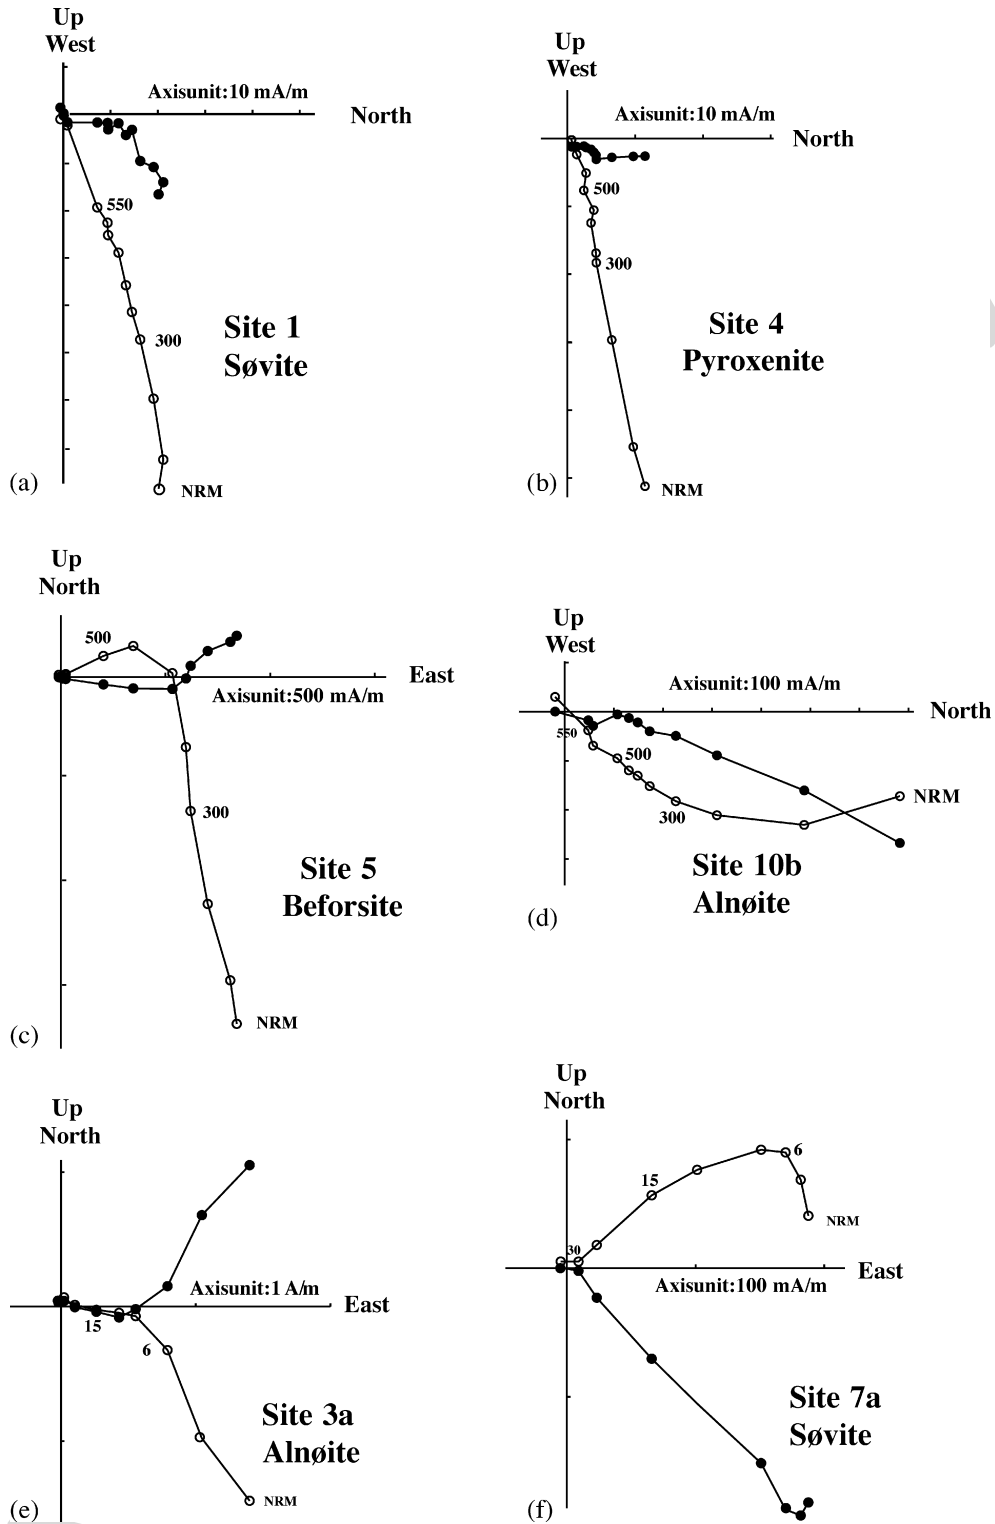 Up
West
Axisunit:10 mA/m
North
550
300
Site 1
Søvite
(a)
NRM
Up
West
Axisunit:10 mA/m
North
500
300
Site 4
Pyroxenite
(b)
NRM
Up
North
500
East
Axisunit:500 mA/m
300
Site 5
Beforsite
(c)
NRM
Up
West
Axisunit:100 mA/m
North
550
500
NRM
300
Site 10b
Alnøite
(d)
Up
North
Axisunit:1 A/m
East
15
6
Site 3a
Alnøite
(e)
NRM
Up
North
6
15
NRM
30
East
Axisunit:100 mA/m
Site 7a
Søvite
(f)